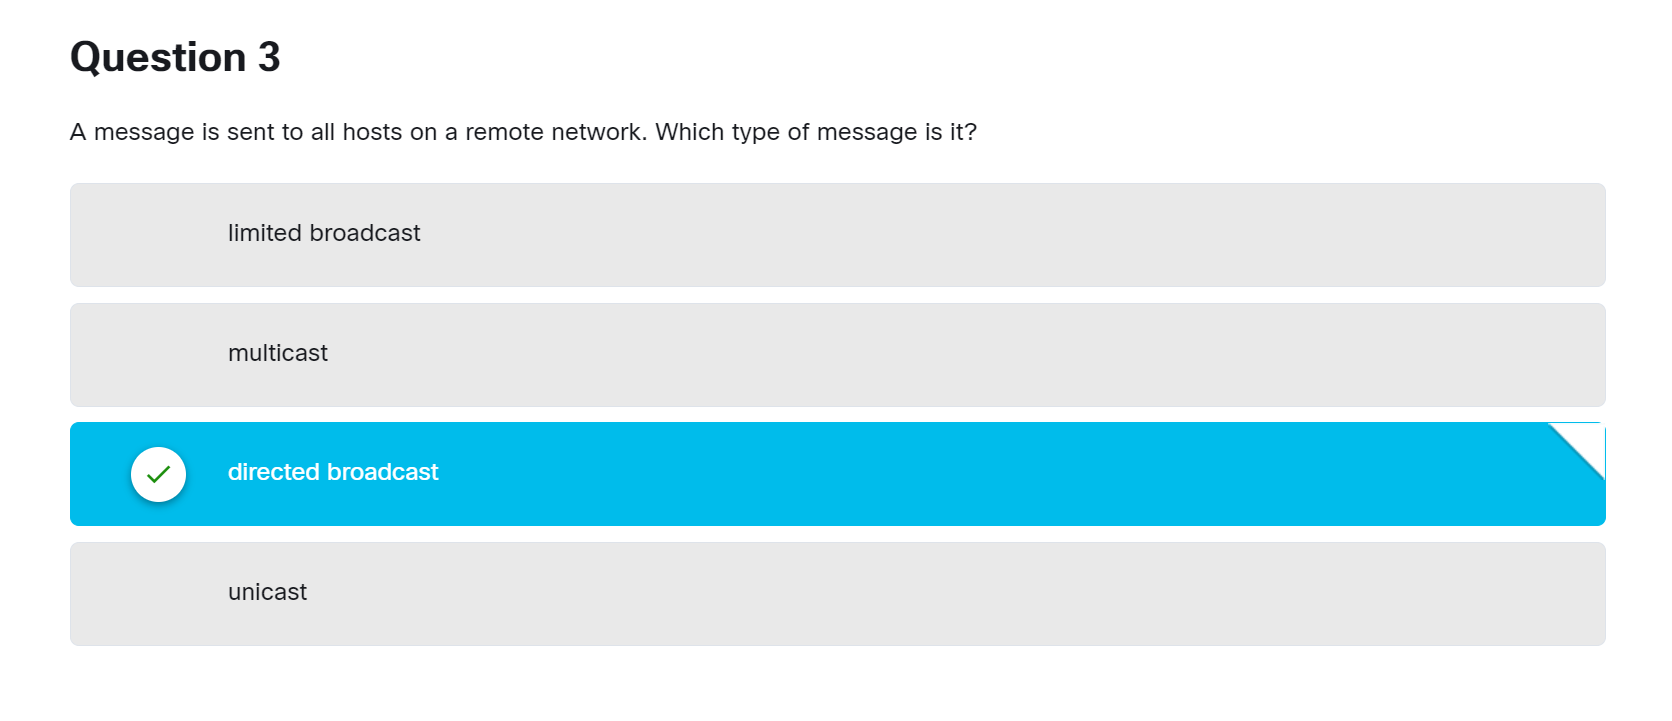 Question 3
A message is sent to all hosts on a remote network. Which type of message is it?
limited broadcast
multicast
directed broadcast
unicast